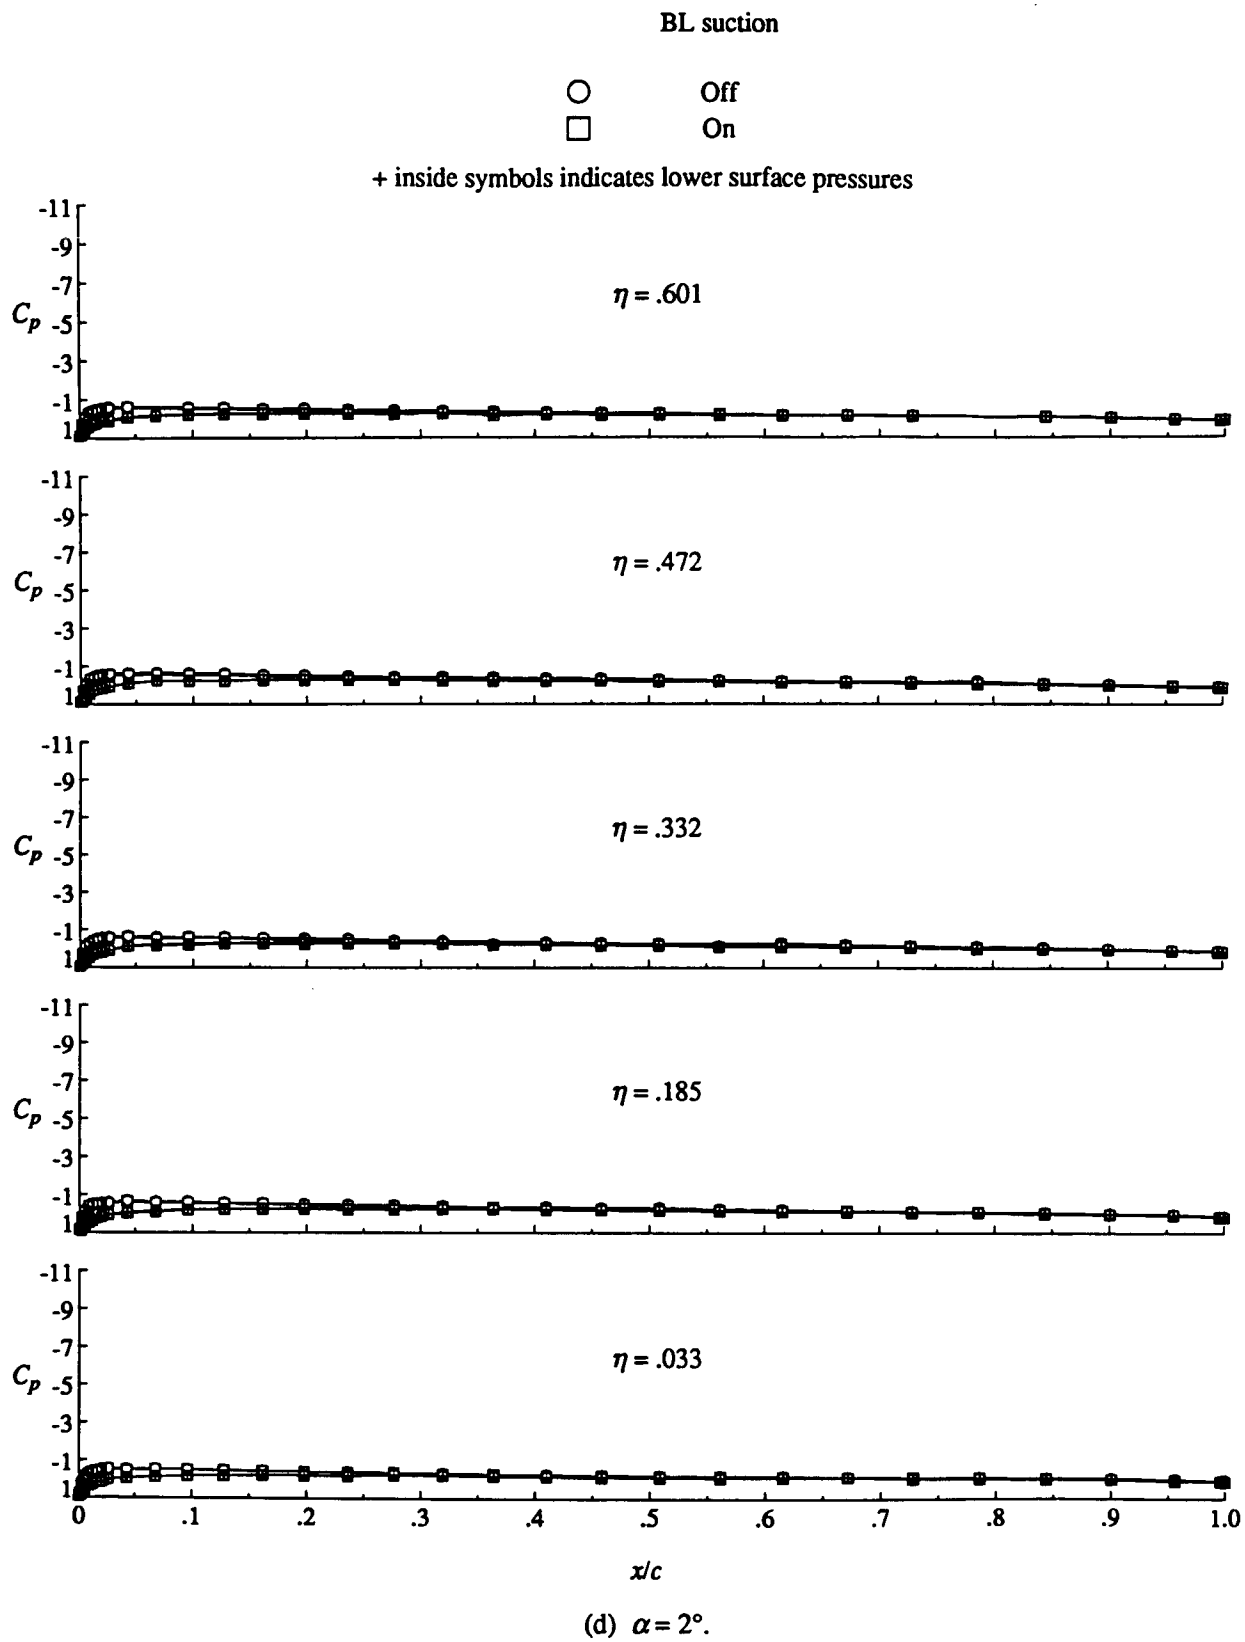 BL suction
Off
On
+ inside symbols indicates lower surface pressures
-11
-9
-7
-5
-3
-1
1
C_p
η = .601
-11
-9
-7
-5
-3
-1
1
C_p
η = .472
-11
-9
-7
-5
-3
-1
1
C_p
η = .332
-11
-9
-7
-5
-3
-1
1
C_p
η = .185
-11
-9
-7
-5
-3
-1
1
C_p
η = .033
0 .1 .2 .3 .4 .5 .6 .7 .8 .9 1.0
x/c
(d) α = 2°.